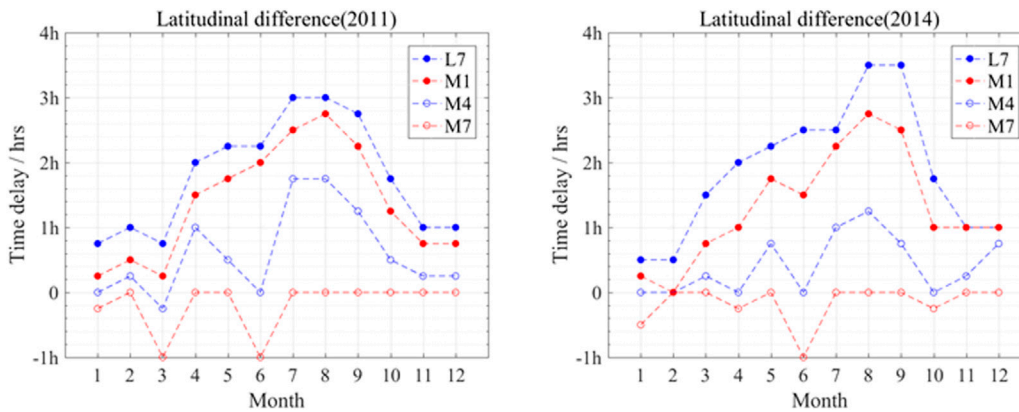 Latitudinal difference(2011)
4h
3h
2h
1h
0
-1h
Time delay / hrs
L7
M1
M4
M7
1 2 3 4 5 6 7 8 9 10 11 12
Month
Latitudinal difference(2014)
4h
3h
2h
1h
0
-1h
Time delay / hrs
L7
M1
M4
M7
1 2 3 4 5 6 7 8 9 10 11 12
Month